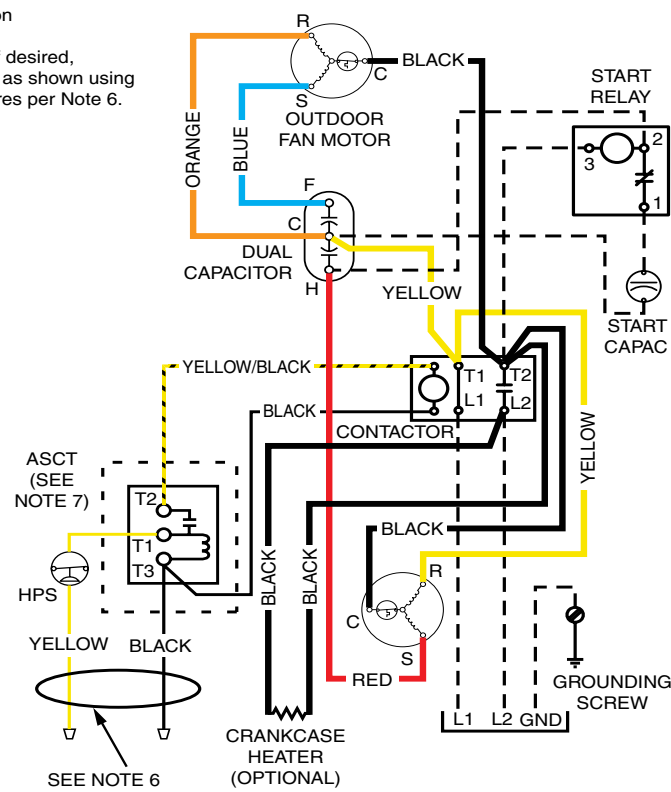 on
f desired,
as shown using
res per Note 6.
R
BLACK
C
S
OUTDOOR
FAN MOTOR
START
RELAY
2
3
1
ORANGE
BLUE
F
C
DUAL
CAPACITOR
H
YELLOW
START
CAPAC
YELLOW/BLACK
T1
T2
BLACK
L1
L2
CONTACTOR
YELLOW
ASCT
(SEE
NOTE 7)
T2
T1
T3
BLACK
BLACK
BLACK
HPS
R
C
S
YELLOW
BLACK
RED
GROUNDING
SCREW
L1
L2
GND
CRANKCASE
HEATER
(OPTIONAL)
SEE NOTE 6